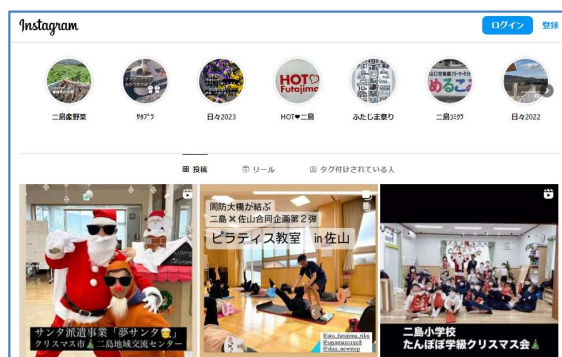 Instagram
ログイン 登録
HOT
Futajima
二島産野菜
日々2023
HOT♥二島
ふたじま祭り
二島ｺﾐｸﾗ
日々2022
投稿
リール
タグ付けされている人
周防大橋が結ぶ
二島×佐山合同企画第２弾
ピラティス教室 in佐山
サンタ派遣事業「夢サンタ🎅」
クリスマス市🎄二島地域交流センター
二島小学校
たんぽぽ学級クリスマス会🎄